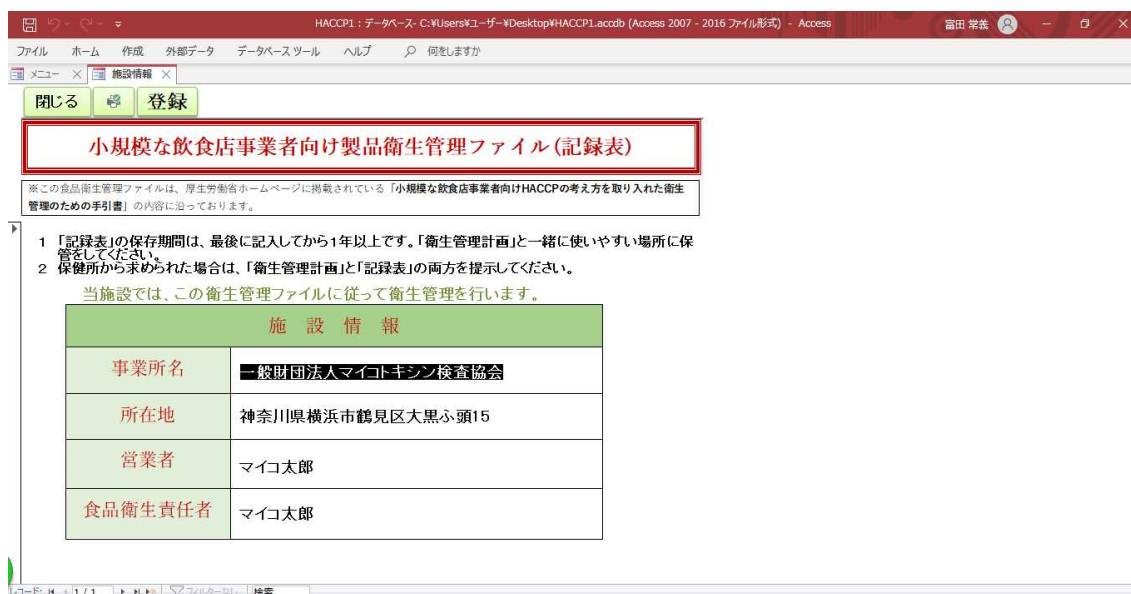 HACCP1：データベース- C:¥Users¥ユーザー¥Desktop¥HACCP1.accdb (Access 2007 - 2016 ファイル形式) - Access
富田 常義
ファイル ホーム 作成 外部データ データベース ツール ヘルプ 何をしますか
メニュー 施設情報
閉じる 登録
小規模な飲食店事業者向け製品衛生管理ファイル(記録表)
※この食品衛生管理ファイルは、厚生労働省ホームページに掲載されている「小規模な飲食店事業者向けHACCPの考え方を取り入れた衛生
管理のための手引書」の内容に沿っております。
1 「記録表」の保存期間は、最後に記入してから1年以上です。「衛生管理計画」と一緒に使いやすい場所に保
管をしてください。
2 保健所から求められた場合は、「衛生管理計画」と「記録表」の両方を提示してください。
当施設では、この衛生管理ファイルに従って衛生管理を行います。
施 設 情 報
事業所名 一般財団法人マイコトキシン検査協会
所在地 神奈川県横浜市鶴見区大黒ふ頭15
営業者 マイコ太郎
食品衛生責任者 マイコ太郎
レコード: 1 / 1 フィルターなし 検索